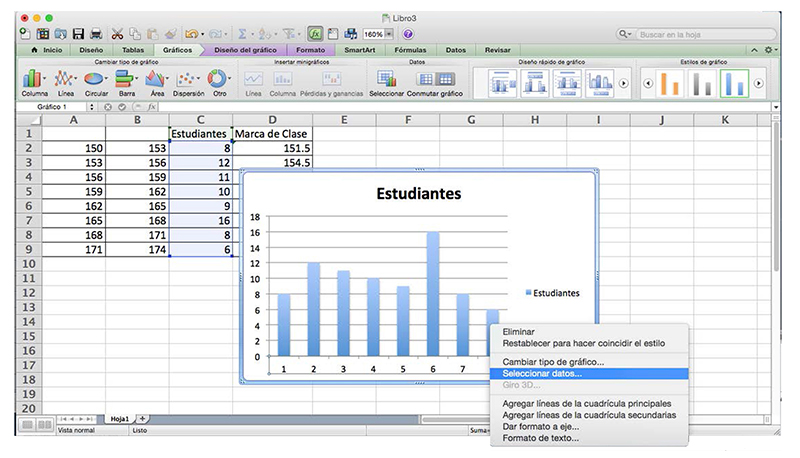 Libro3
160%
Buscar en la hoja
Inicio Diseño Tablas Gráficos Diseño del gráfico Formato SmartArt Fórmulas Datos Revisar
Cambiar tipo de gráfico Insertar minigráficos Datos Diseño rápido de gráfico Estilos de gráfico
Columna Línea Circular Barra Área Dispersión Otro Línea Columna Pérdidas y ganancias Seleccionar Conmutar gráfico
Gráfico 1 fx
A B C D E F G H I J K
1 Estudiantes Marca de Clase
2 150 153 8 151.5
3 153 156 12 154.5
4 156 159 11
5 159 162 10
6 162 165 9
7 165 168 16
8 168 171 8
9 171 174 6
10
11
12
13
14
15
16
17
18
19
20
Estudiantes
18
16
14
12
10
8
6
4
2
0
1 2 3 4 5 6 7
Estudiantes
Eliminar
Restablecer para hacer coincidir el estilo
Cambiar tipo de gráfico...
Seleccionar datos...
Giro 3D...
Agregar líneas de la cuadrícula principales
Agregar líneas de la cuadrícula secundarias
Dar formato a eje...
Formato de texto...
Hoja1
Vista normal Listo Suma=